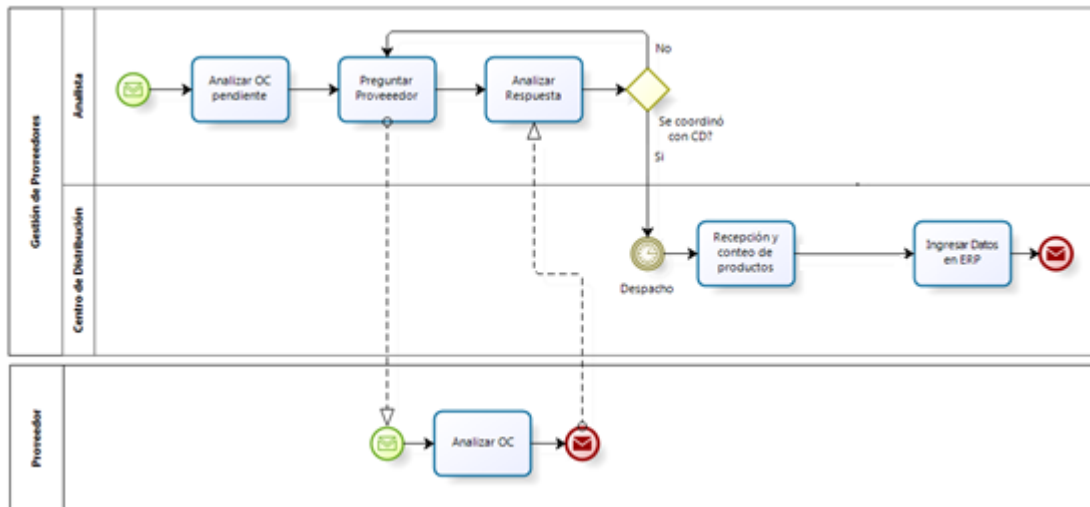 Gestión de Proveedores
Analista
Analizar OC
pendiente
Preguntar
Proveeedor
Analizar
Respuesta
No
Se coordinó
con CD?
Si
Centro de Distribución
Despacho
Recepción y
conteo de
productos
Ingresar Datos
en ERP
Proveedor
Analizar OC